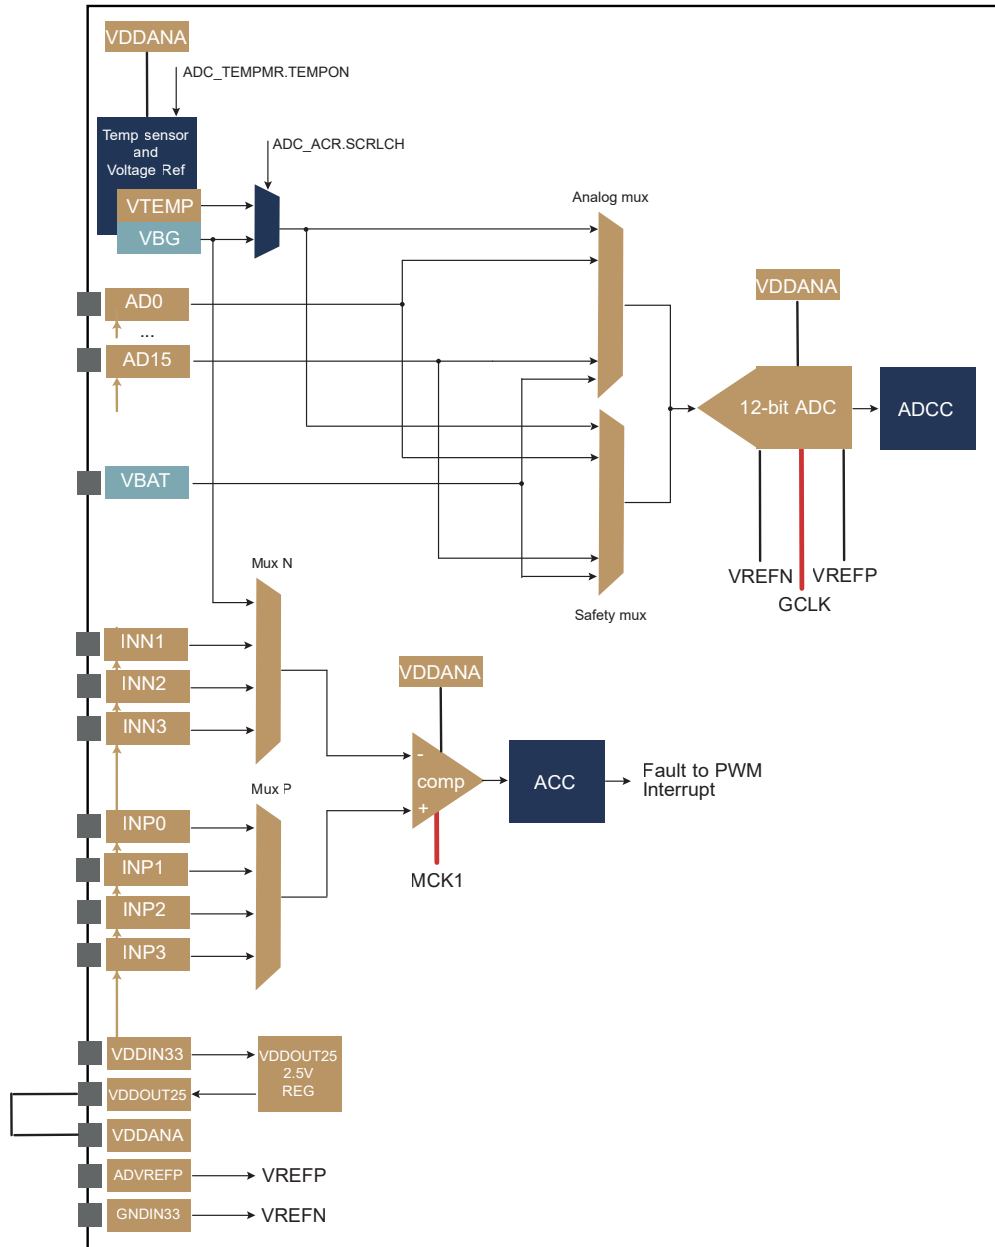 VDDANA
ADC_TEMPMR.TEMPON
Temp sensor
and
Voltage Ref
ADC_ACR.SCRLCH
VTEMP
VBG
Analog mux
AD0
...
AD15
VDDANA
12-bit ADC
ADCC
VBAT
VREFN
VREFP
GCLK
Safety mux
Mux N
INN1
INN2
INN3
VDDANA
-
comp
+
ACC
Fault to PWM
Interrupt
MCK1
Mux P
INP0
INP1
INP2
INP3
VDDIN33
VDDOUT25
2.5V
REG
VDDOUT25
VDDANA
ADVREFP
VREFP
GNDIN33
VREFN